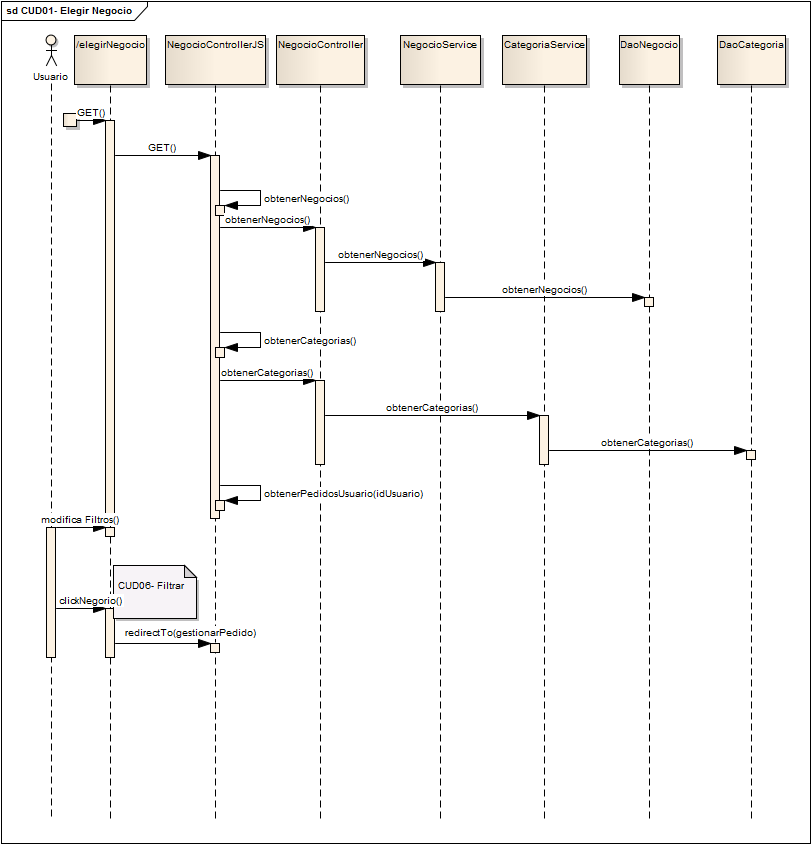 sd CUD01- Elegir Negocio
Usuario
/elegirNegocio
NegocioControllerJS
NegocioController
NegocioService
CategoriaService
DaoNegocio
DaoCategoria
GET()
GET()
obtenerNegocios()
obtenerNegocios()
obtenerNegocios()
obtenerNegocios()
obtenerCategorias()
obtenerCategorias()
obtenerCategorias()
obtenerCategorias()
obtenerPedidosUsuario(idUsuario)
modifica Filtros()
CUD06- Filtrar
clickNegorio()
redirectTo(gestionarPedido)